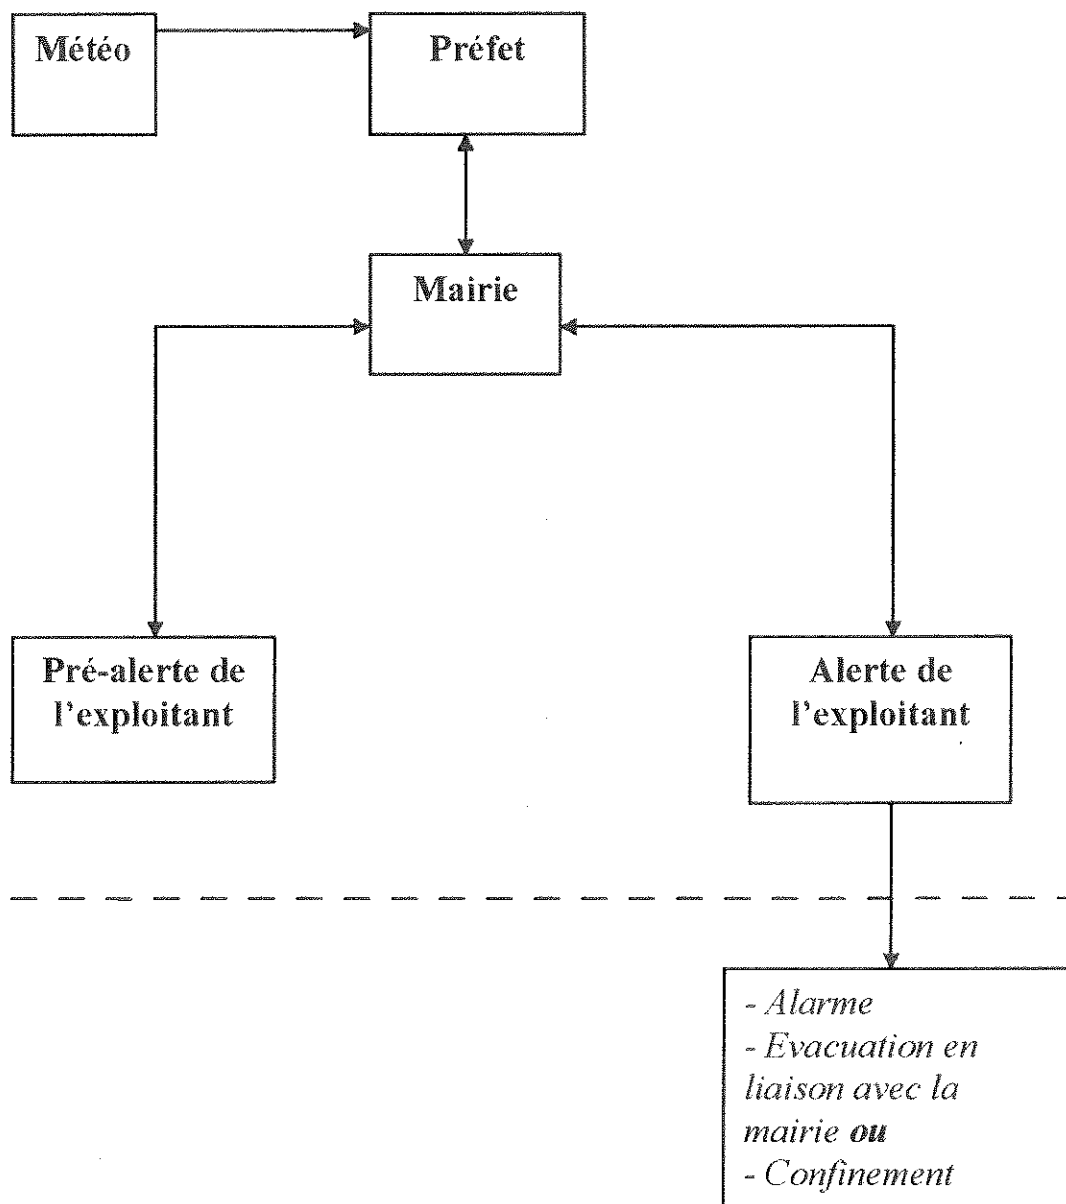 Météo
Préfet
Mairie
Pré-alerte de
l'exploitant
Alerte de
l'exploitant
- Alarme
- Evacuation en
liaison avec la
mairie ou
- Confinement